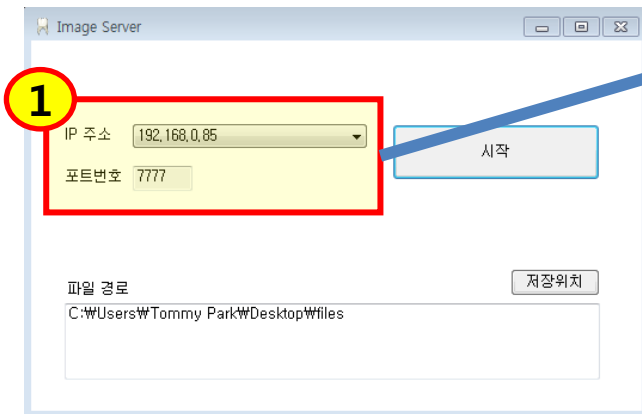 Image Server
1
IP 주소 192,168,0,85
시작
포트번호 7777
파일 경로
저장위치
C:₩Users₩Tommy Park₩Desktop₩files